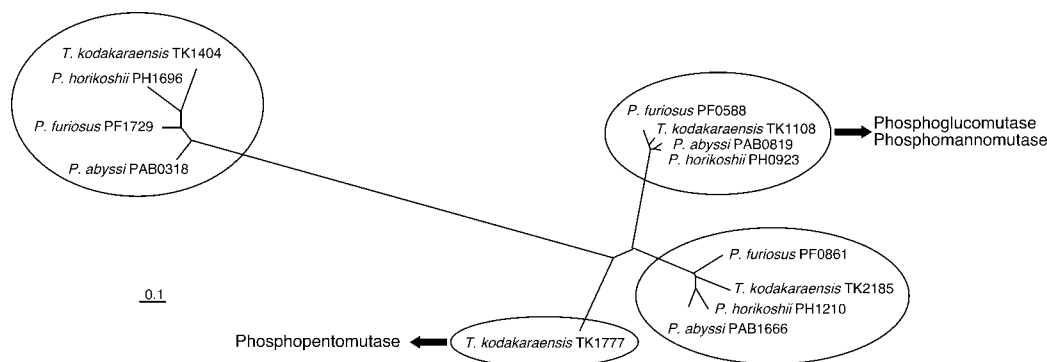 T. kodakaraensis TK1404
P. horikoshii PH1696
P. furiosus PF1729
P. abyssi PAB0318
P. furiosus PF0588
T. kodakaraensis TK1108
P. abyssi PAB0819
P. horikoshii PH0923
Phosphoglucomutase
Phosphomannomutase
P. furiosus PF0861
T. kodakaraensis TK2185
P. horikoshii PH1210
P. abyssi PAB1666
0.1
Phosphopentomutase
T. kodakaraensis TK1777